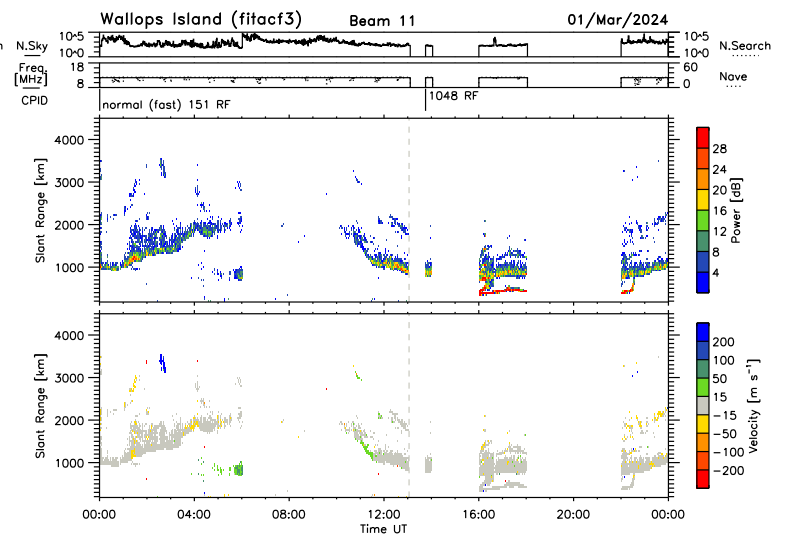 Wallops Island (fitacf3) Beam 11 01/Mar/2024
n N.Sky 10^5 10^0 10^5 10^0 N.Search
Freq. [MHz] 18 8 60 0 Nave
CPID normal (fast) 151 RF 1048 RF
Slant Range [km]
4000
3000
2000
1000
28
24
20
16
12
8
4
Power [dB]
Slant Range [km]
4000
3000
2000
1000
200
100
50
15
−15
−50
−100
−200
Velocity [m s⁻¹]
00:00 04:00 08:00 12:00 16:00 20:00 00:00
Time UT